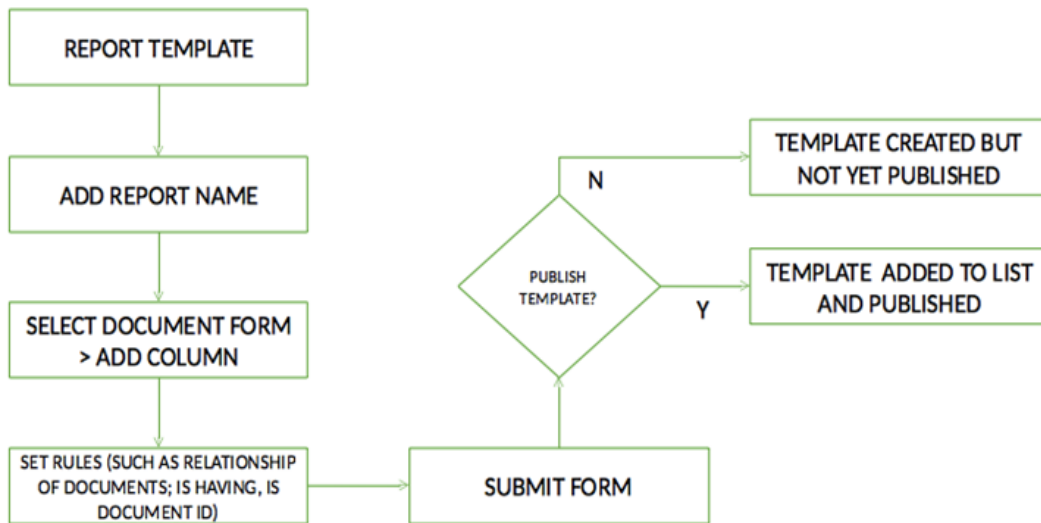 REPORT TEMPLATE
ADD REPORT NAME
SELECT DOCUMENT FORM
> ADD COLUMN
SET RULES (SUCH AS RELATIONSHIP
OF DOCUMENTS; IS HAVING, IS
DOCUMENT ID)
SUBMIT FORM
PUBLISH
TEMPLATE?
N
TEMPLATE CREATED BUT
NOT YET PUBLISHED
Y
TEMPLATE ADDED TO LIST
AND PUBLISHED